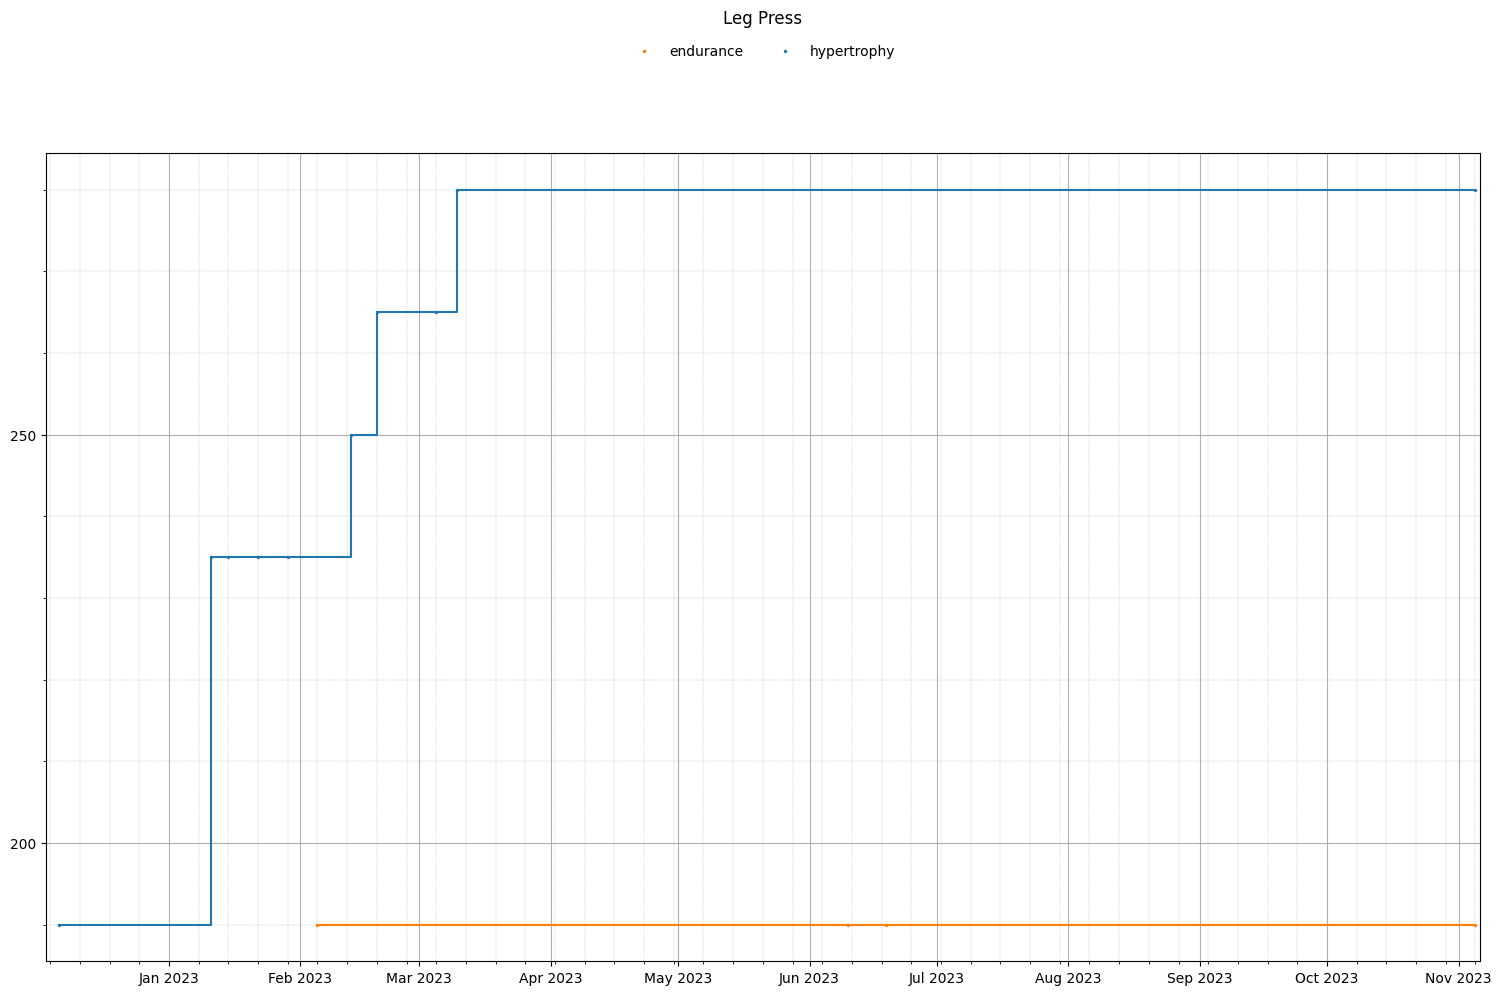 Leg Press
endurance hypertrophy
250
200
Jan 2023 Feb 2023 Mar 2023 Apr 2023 May 2023 Jun 2023 Jul 2023 Aug 2023 Sep 2023 Oct 2023 Nov 2023